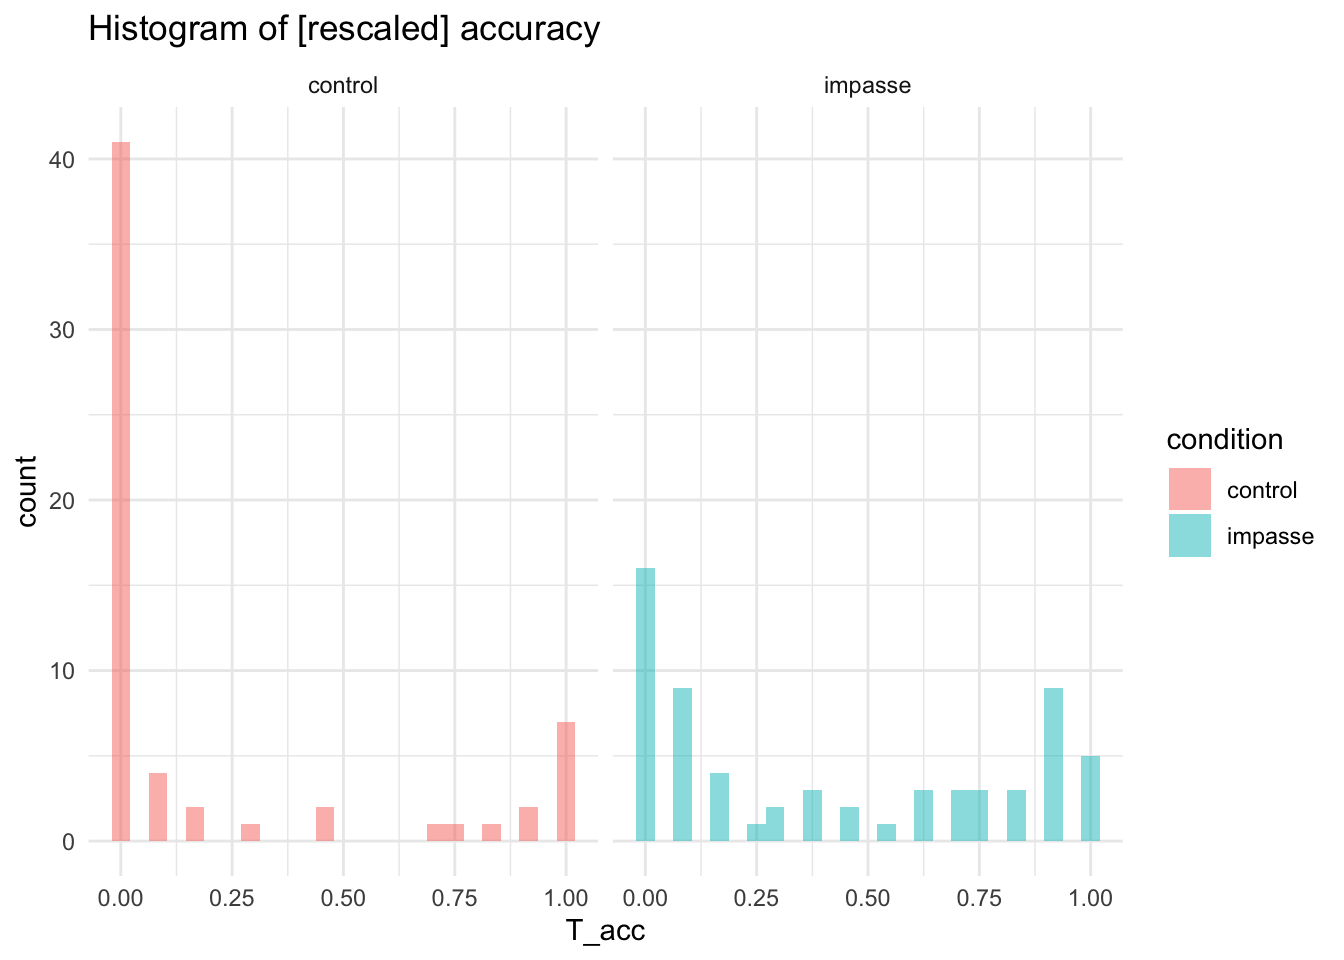 Histogram of [rescaled] accuracy
control
impasse
40
30
20
10
0
count
0.00 0.25 0.50 0.75 1.00
0.00 0.25 0.50 0.75 1.00
T_acc
condition
control
impasse